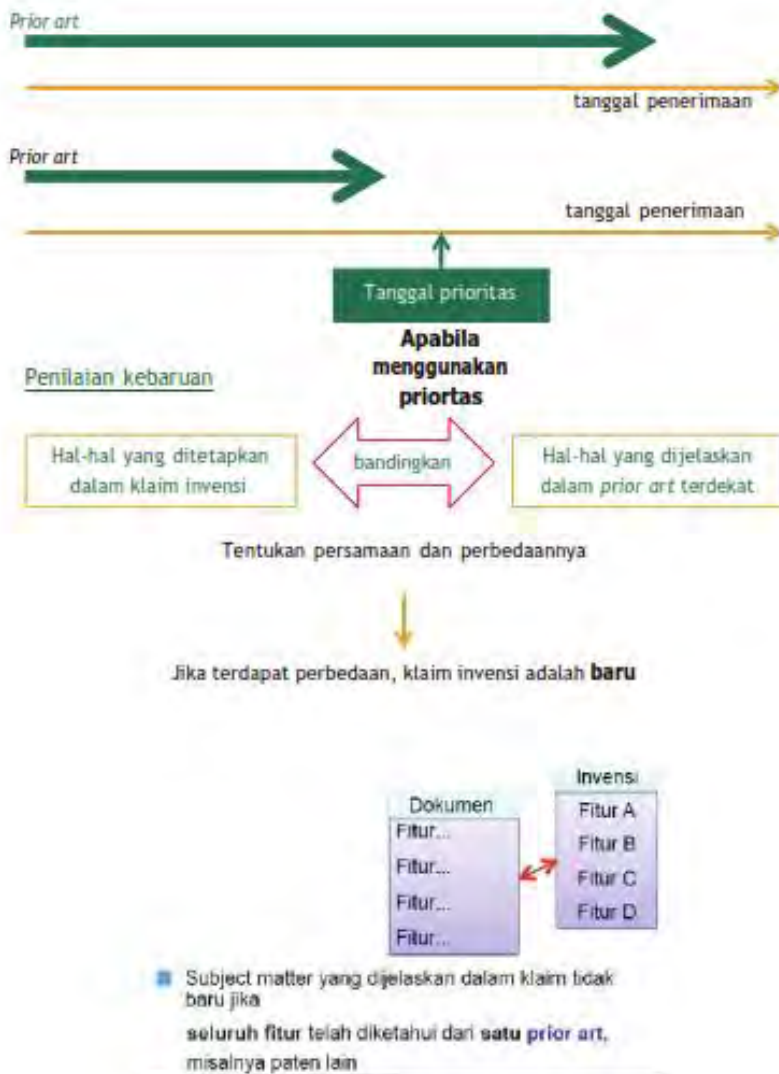 Prior art
tanggal penerimaan
Prior art
tanggal penerimaan
Tanggal prioritas
Apabila
menggunakan
priortas
Penilaian kebaruan
Hal-hal yang ditetapkan
dalam klaim invensi
bandingkan
Hal-hal yang dijelaskan
dalam prior art terdekat
Tentukan persamaan dan perbedaannya
Jika terdapat perbedaan, klaim invensi adalah baru
Dokumen
Fitur...
Fitur...
Fitur...
Fitur...
Invensi
Fitur A
Fitur B
Fitur C
Fitur D
Subject matter yang dijelaskan dalam klaim tidak
baru jika
seluruh fitur telah diketahui dari satu prior art,
misalnya paten lain